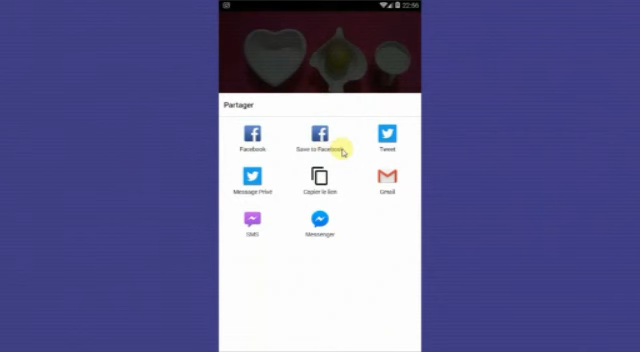 22:56
Partager
Facebook
Save to Facebook
Tweet
Message Privé
Copier le lien
Gmail
SMS
Messenger